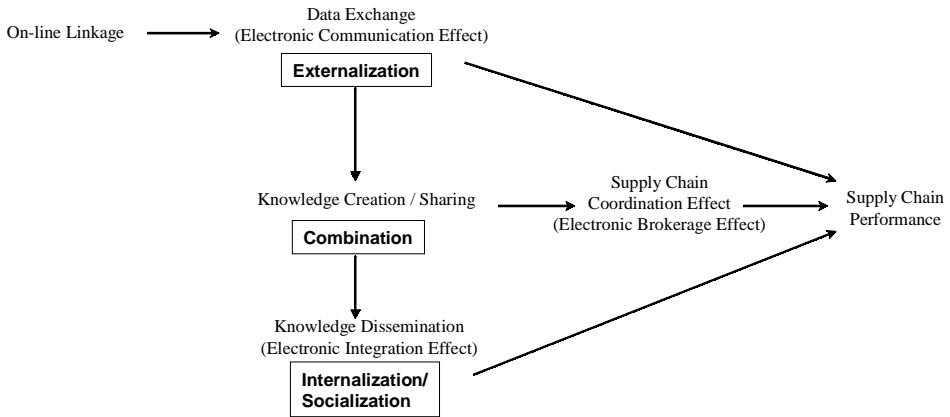 On-line Linkage
Data Exchange
(Electronic Communication Effect)
Externalization
Knowledge Creation / Sharing
Combination
Supply Chain
Coordination Effect
(Electronic Brokerage Effect)
Supply Chain
Performance
Knowledge Dissemination
(Electronic Integration Effect)
Internalization/
Socialization